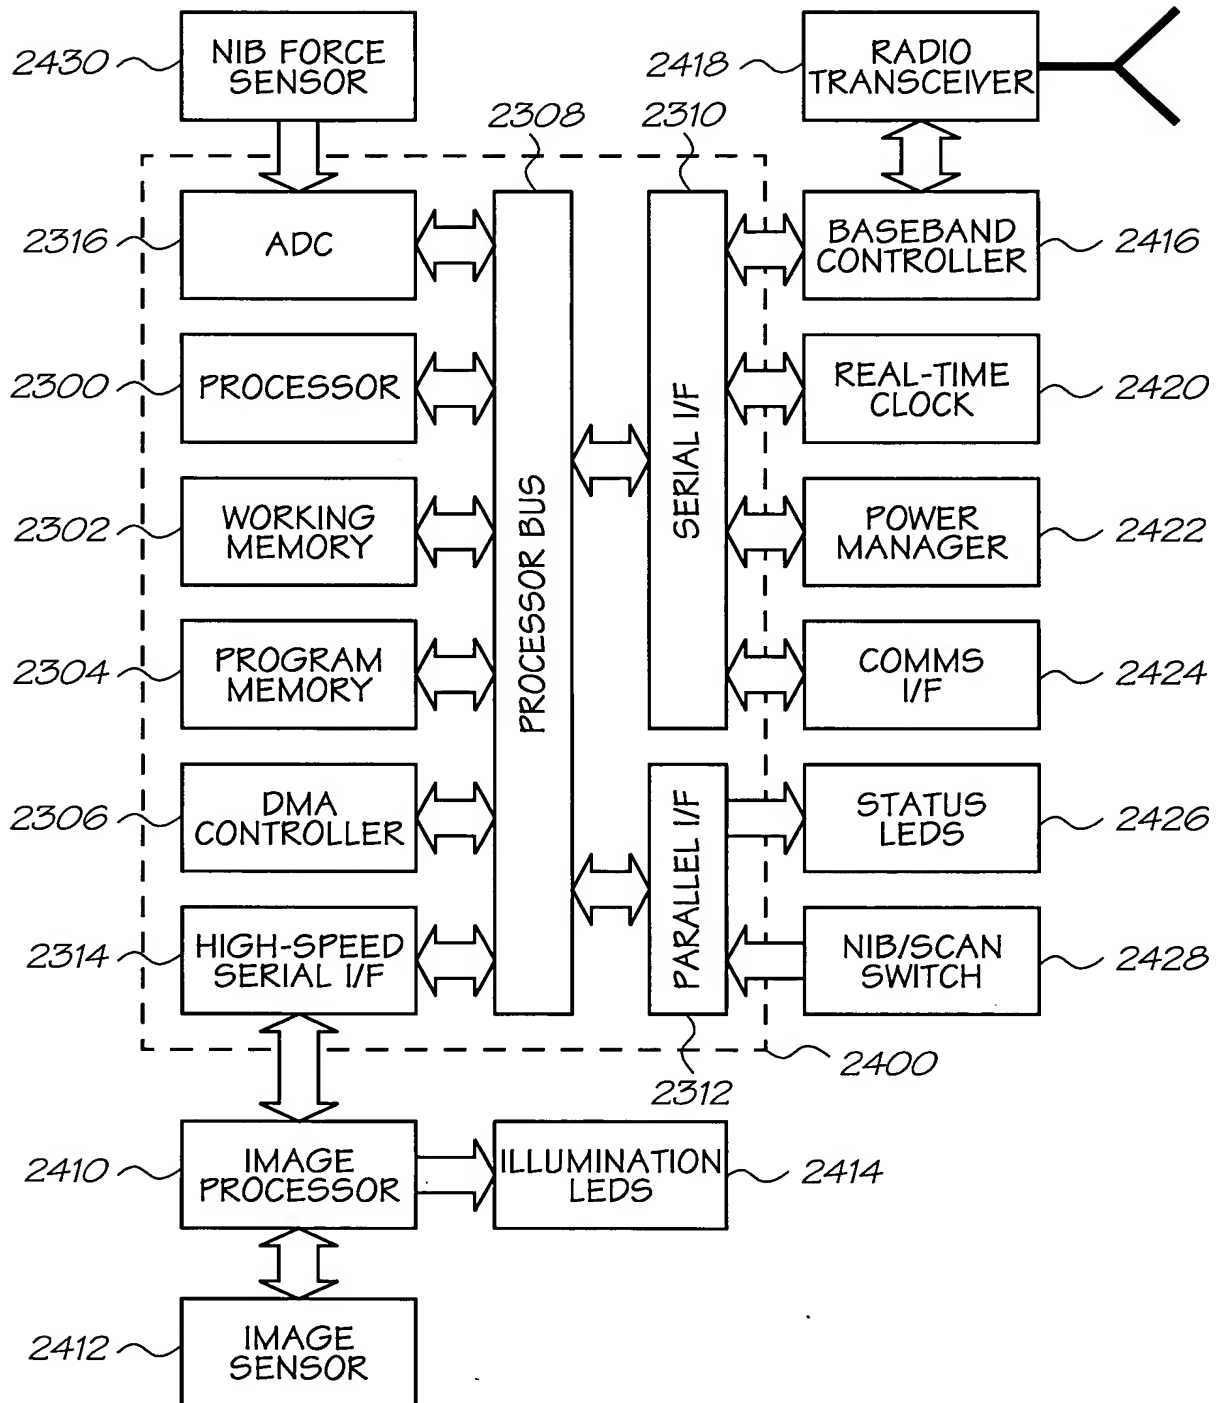 2430
NIB FORCE
SENSOR
2418
RADIO
TRANSCEIVER
2308
2310
2316
ADC
BASEBAND
CONTROLLER
2416
2300
PROCESSOR
REAL-TIME
CLOCK
2420
PROCESSOR BUS
SERIAL I/F
2302
WORKING
MEMORY
POWER
MANAGER
2422
2304
PROGRAM
MEMORY
COMMS
I/F
2424
2306
DMA
CONTROLLER
PARALLEL I/F
STATUS
LEDS
2426
2314
HIGH-SPEED
SERIAL I/F
NIB/SCAN
SWITCH
2428
2400
2312
2410
IMAGE
PROCESSOR
ILLUMINATION
LEDS
2414
2412
IMAGE
SENSOR